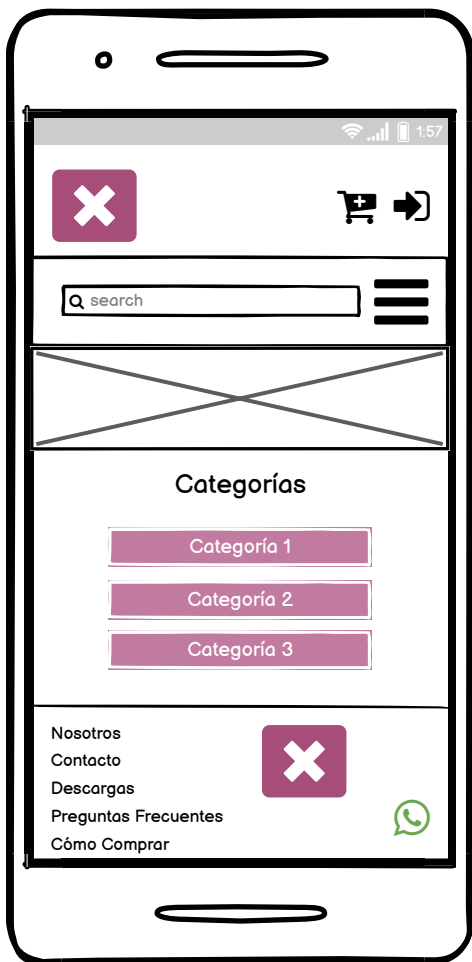 1:57
search
Categorías
Categoría 1
Categoría 2
Categoría 3
Nosotros
Contacto
Descargas
Preguntas Frecuentes
Cómo Comprar